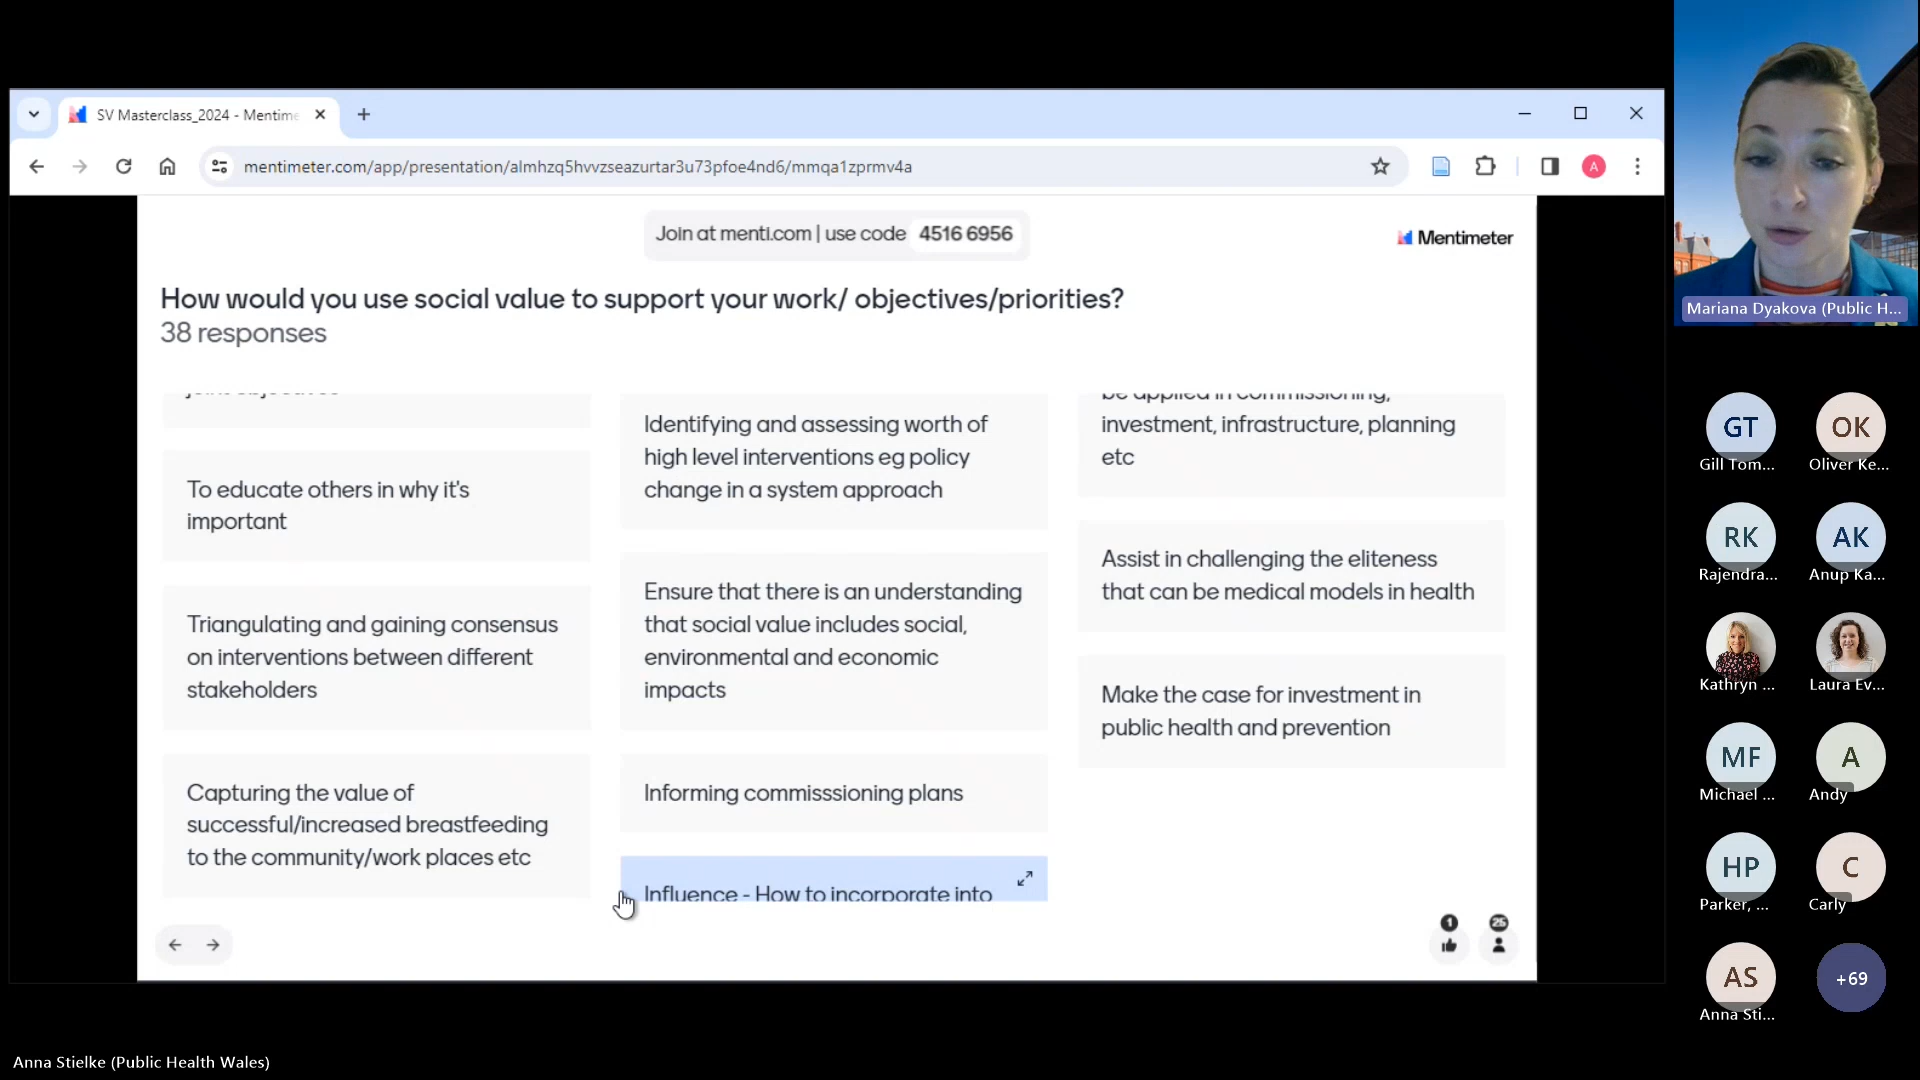 SV Masterclass_2024 - Mentime
mentimeter.com/app/presentation/almhzq5hvvzseazurtar3u73pfoe4nd6/mmqa1zprmv4a
A
Join at menti.com | use code 4516 6956
Mentimeter
How would you use social value to support your work/ objectives/priorities?
38 responses
joint objectives
To educate others in why it's
important
Triangulating and gaining consensus
on interventions between different
stakeholders
Capturing the value of
successful/increased breastfeeding
to the community/work places etc
Identifying and assessing worth of
high level interventions eg policy
change in a system approach
Ensure that there is an understanding
that social value includes social,
environmental and economic
impacts
Informing commisssioning plans
Influence - How to incorporate into
be applied in commissioning,
investment, infrastructure, planning
etc
Assist in challenging the eliteness
that can be medical models in health
Make the case for investment in
public health and prevention
1
25
Mariana Dyakova (Public H...
GT
Gill Tom...
OK
Oliver Ke...
RK
Rajendra...
AK
Anup Ka...
Kathryn ...
Laura Ev...
MF
Michael ...
A
Andy
HP
Parker, ...
C
Carly
AS
Anna Sti...
+69
Anna Stielke (Public Health Wales)